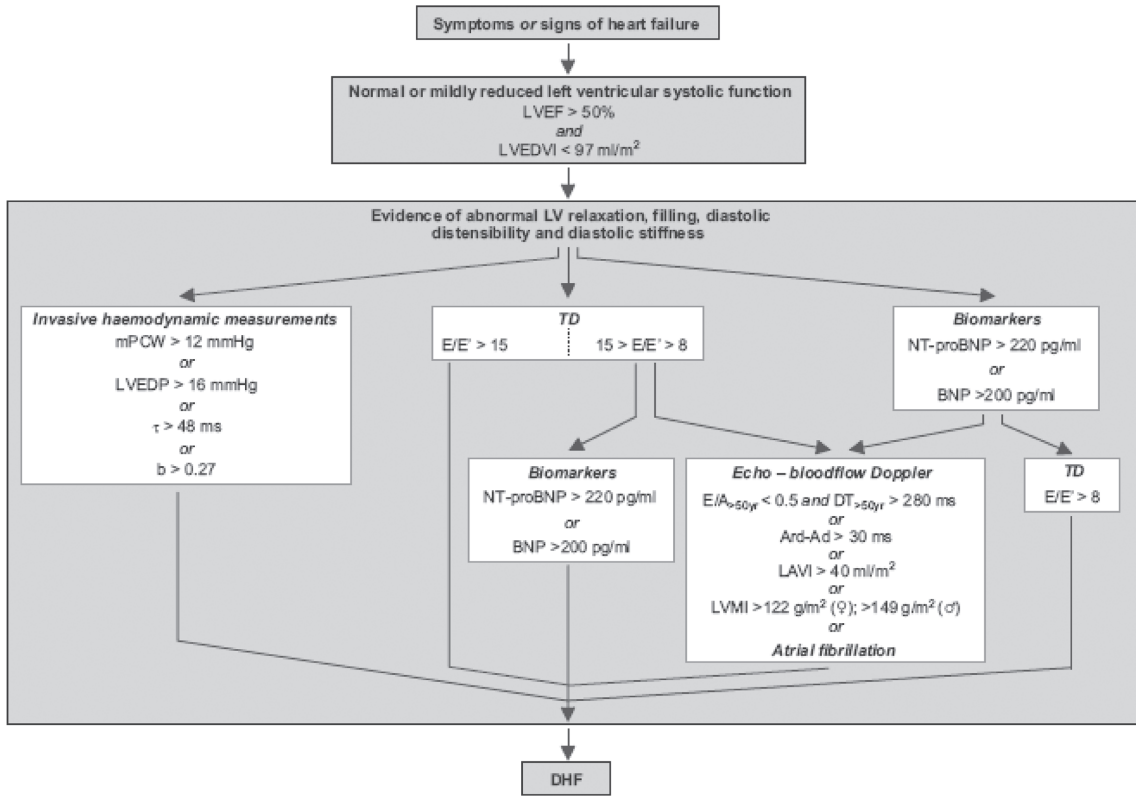 Symptoms or signs of heart failure
Normal or mildly reduced left ventricular systolic function
LVEF > 50%
and
LVEDVI < 97 ml/m²
Evidence of abnormal LV relaxation, filling, diastolic
distensibility and diastolic stiffness
Invasive haemodynamic measurements
mPCW > 12 mmHg
or
LVEDP > 16 mmHg
or
τ > 48 ms
or
b > 0.27
TD
E/E' > 15
15 > E/E' > 8
Biomarkers
NT-proBNP > 220 pg/ml
or
BNP >200 pg/ml
Biomarkers
NT-proBNP > 220 pg/ml
or
BNP >200 pg/ml
Echo – bloodflow Doppler
E/A>50yr < 0.5 and DT>50yr > 280 ms
or
Ard-Ad > 30 ms
or
LAVI > 40 ml/m²
or
LVMI >122 g/m² (♀); >149 g/m² (♂)
or
Atrial fibrillation
TD
E/E' > 8
DHF